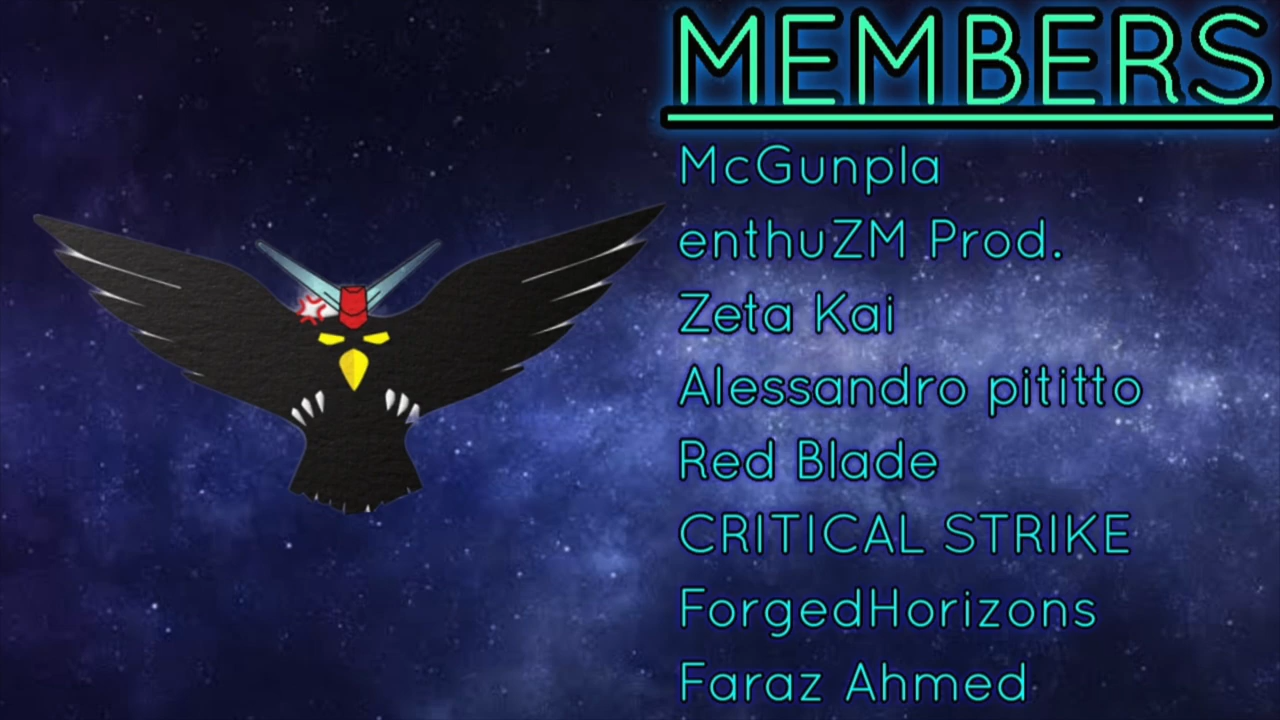 MEMBERS
McGunpla
enthuZM Prod.
Zeta Kai
Alessandro pititto
Red Blade
CRITICAL STRIKE
ForgedHorizons
Faraz Ahmed